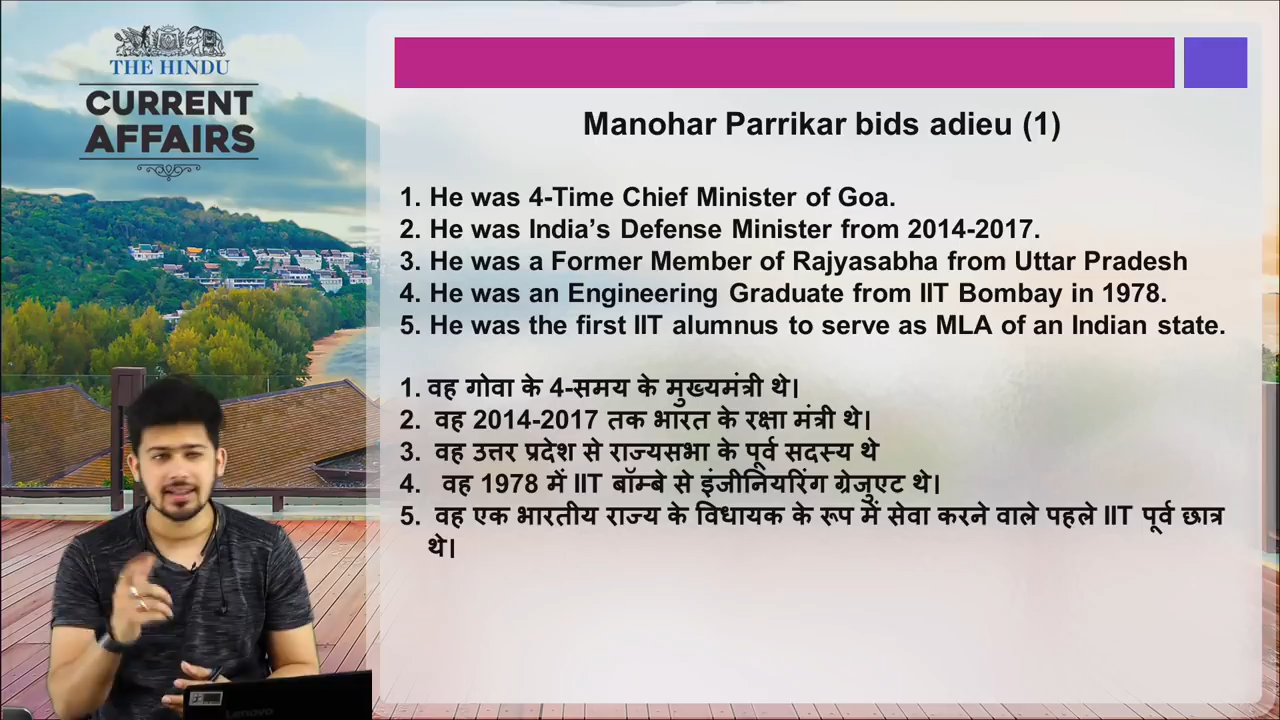 THE HINDU
CURRENT
AFFAIRS
Manohar Parrikar bids adieu (1)
1. He was 4-Time Chief Minister of Goa.
2. He was India’s Defense Minister from 2014-2017.
3. He was a Former Member of Rajyasabha from Uttar Pradesh
4. He was an Engineering Graduate from IIT Bombay in 1978.
5. He was the first IIT alumnus to serve as MLA of an Indian state.
1. वह गोवा के 4-समय के मुख्यमंत्री थे।
2. वह 2014-2017 तक भारत के रक्षा मंत्री थे।
3. वह उत्तर प्रदेश से राज्यसभा के पूर्व सदस्य थे
4. वह 1978 में IIT बॉम्बे से इंजीनियरिंग ग्रेजुएट थे।
5. वह एक भारतीय राज्य के विधायक के रूप में सेवा करने वाले पहले IIT पूर्व छात्र
थे।
Lenovo